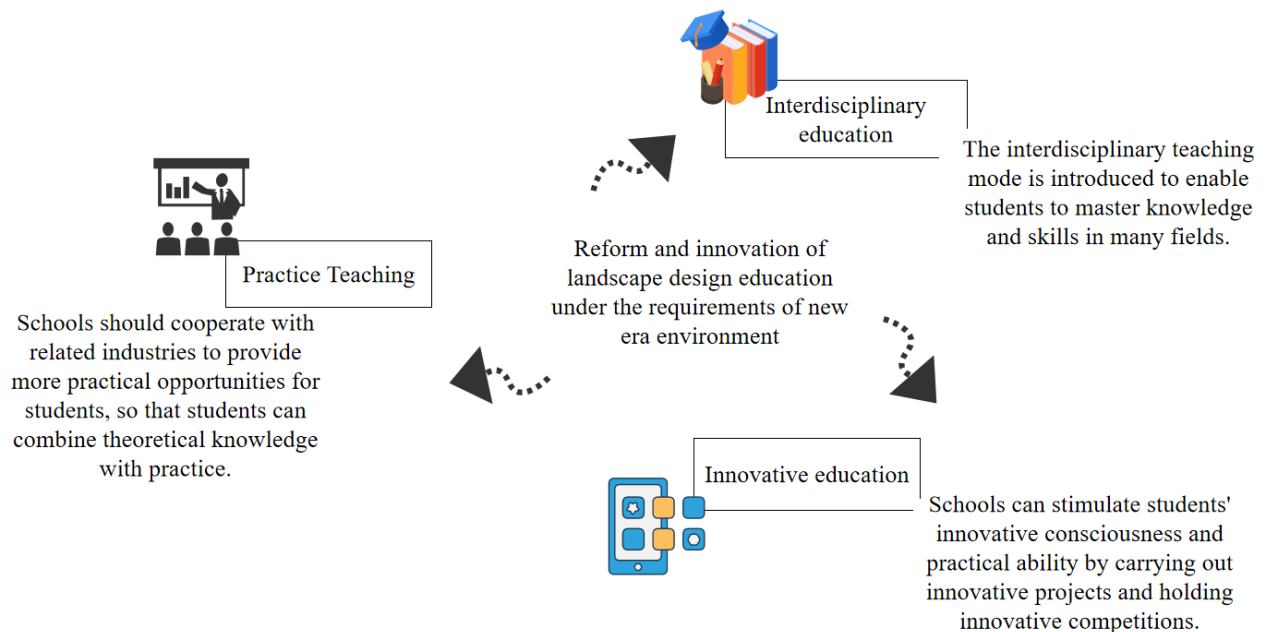 Interdisciplinary
education
The interdisciplinary teaching
mode is introduced to enable
students to master knowledge
and skills in many fields.
Practice Teaching
Schools should cooperate with
related industries to provide
more practical opportunities for
students, so that students can
combine theoretical knowledge
with practice.
Reform and innovation of
landscape design education
under the requirements of new
era environment
Innovative education
Schools can stimulate students'
innovative consciousness and
practical ability by carrying out
innovative projects and holding
innovative competitions.